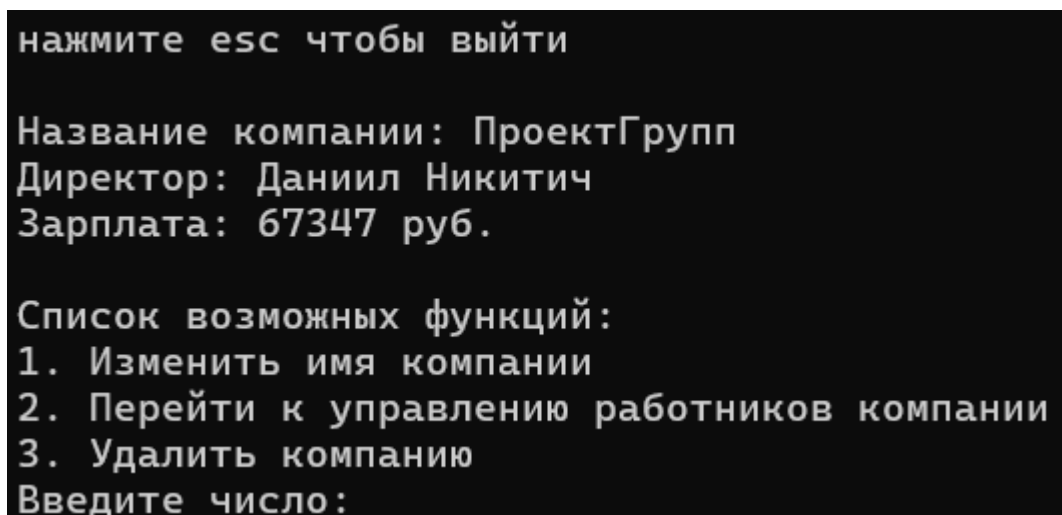 нажмите esc чтобы выйти
Название компании: ПроектГрупп
Директор: Даниил Никитич
Зарплата: 67347 руб.
Список возможных функций:
1. Изменить имя компании
2. Перейти к управлению работников компании
3. Удалить компанию
Введите число: